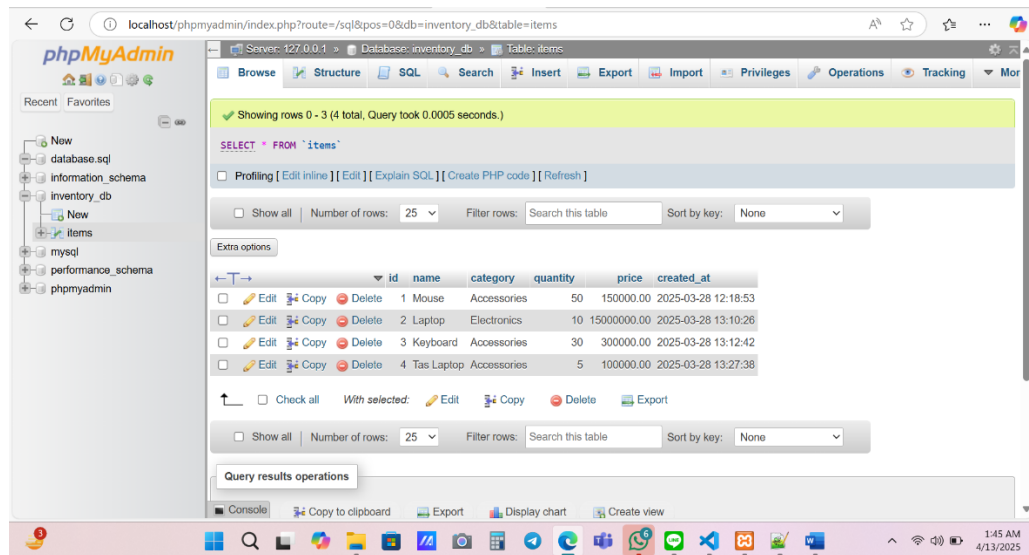 localhost/phpmyadmin/index.php?route=/sql&pos=0&db=inventory_db&table=items
phpMyAdmin
Recent Favorites
New
database.sql
information_schema
inventory_db
New
items
mysql
performance_schema
phpmyadmin
Server: 127.0.0.1 » Database: inventory_db » Table: items
Browse Structure SQL Search Insert Export Import Privileges Operations Tracking Mor
Showing rows 0 - 3 (4 total, Query took 0.0005 seconds.)
SELECT * FROM `items`
Profiling [ Edit inline ] [ Edit ] [ Explain SQL ] [ Create PHP code ] [ Refresh ]
Show all Number of rows: 25 Filter rows: Search this table Sort by key: None
Extra options
←T→ id name category quantity price created_at
Edit Copy Delete 1 Mouse Accessories 50 150000.00 2025-03-28 12:18:53
Edit Copy Delete 2 Laptop Electronics 10 15000000.00 2025-03-28 13:10:26
Edit Copy Delete 3 Keyboard Accessories 30 300000.00 2025-03-28 13:12:42
Edit Copy Delete 4 Tas Laptop Accessories 5 100000.00 2025-03-28 13:27:38
Check all With selected: Edit Copy Delete Export
Show all Number of rows: 25 Filter rows: Search this table Sort by key: None
Query results operations
Console Copy to clipboard Export Display chart Create view
1:45 AM
4/13/2025